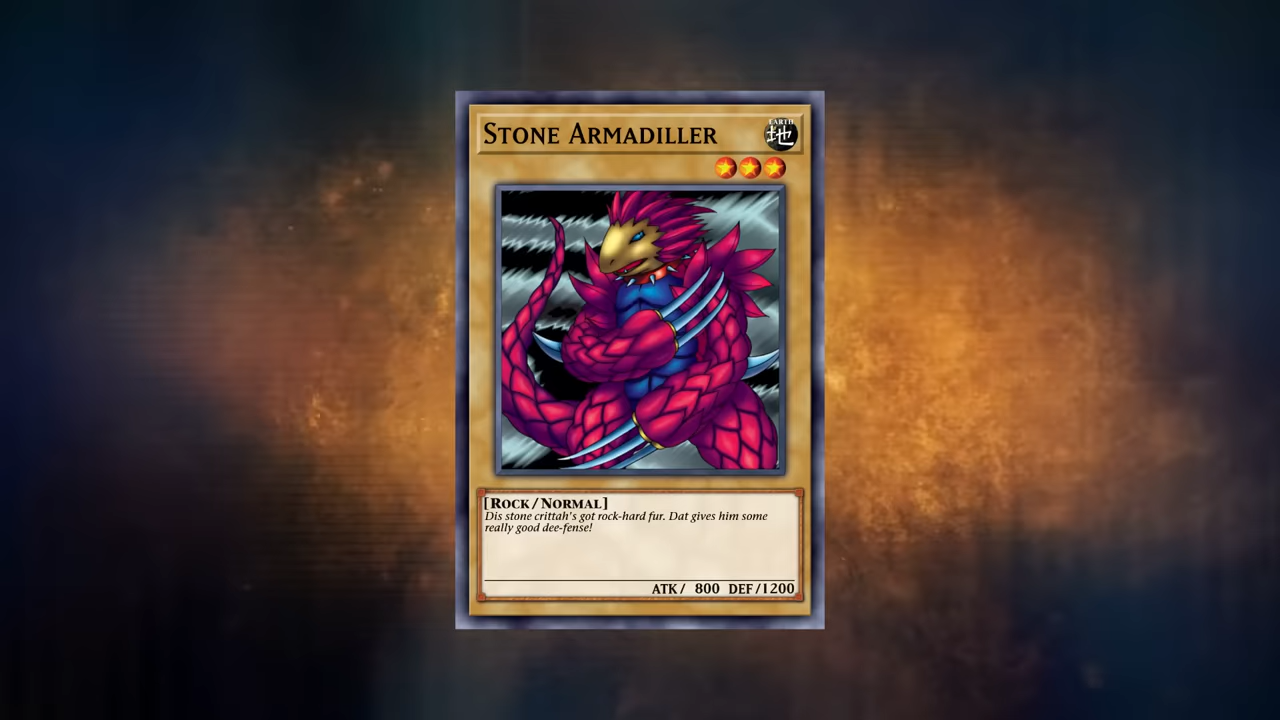 Stone Armadiller
EARTH
地
[Rock/Normal]
Dis stone crittah's got rock-hard fur. Dat gives him some
really good dee-fense!
ATK/ 800 DEF/1200